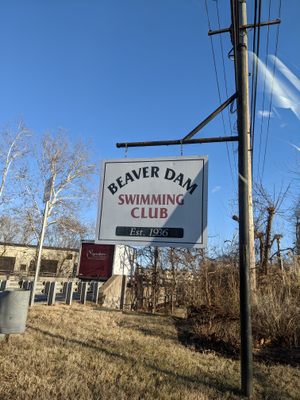 BEAVER DAM
SWIMMING
CLUB
Est. 1936